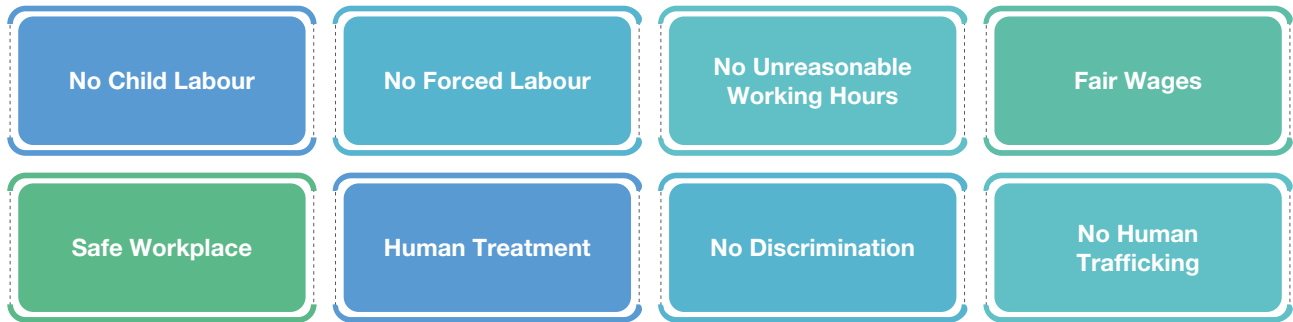 No Child Labour
No Forced Labour
No Unreasonable
Working Hours
Fair Wages
Safe Workplace
Human Treatment
No Discrimination
No Human
Trafficking